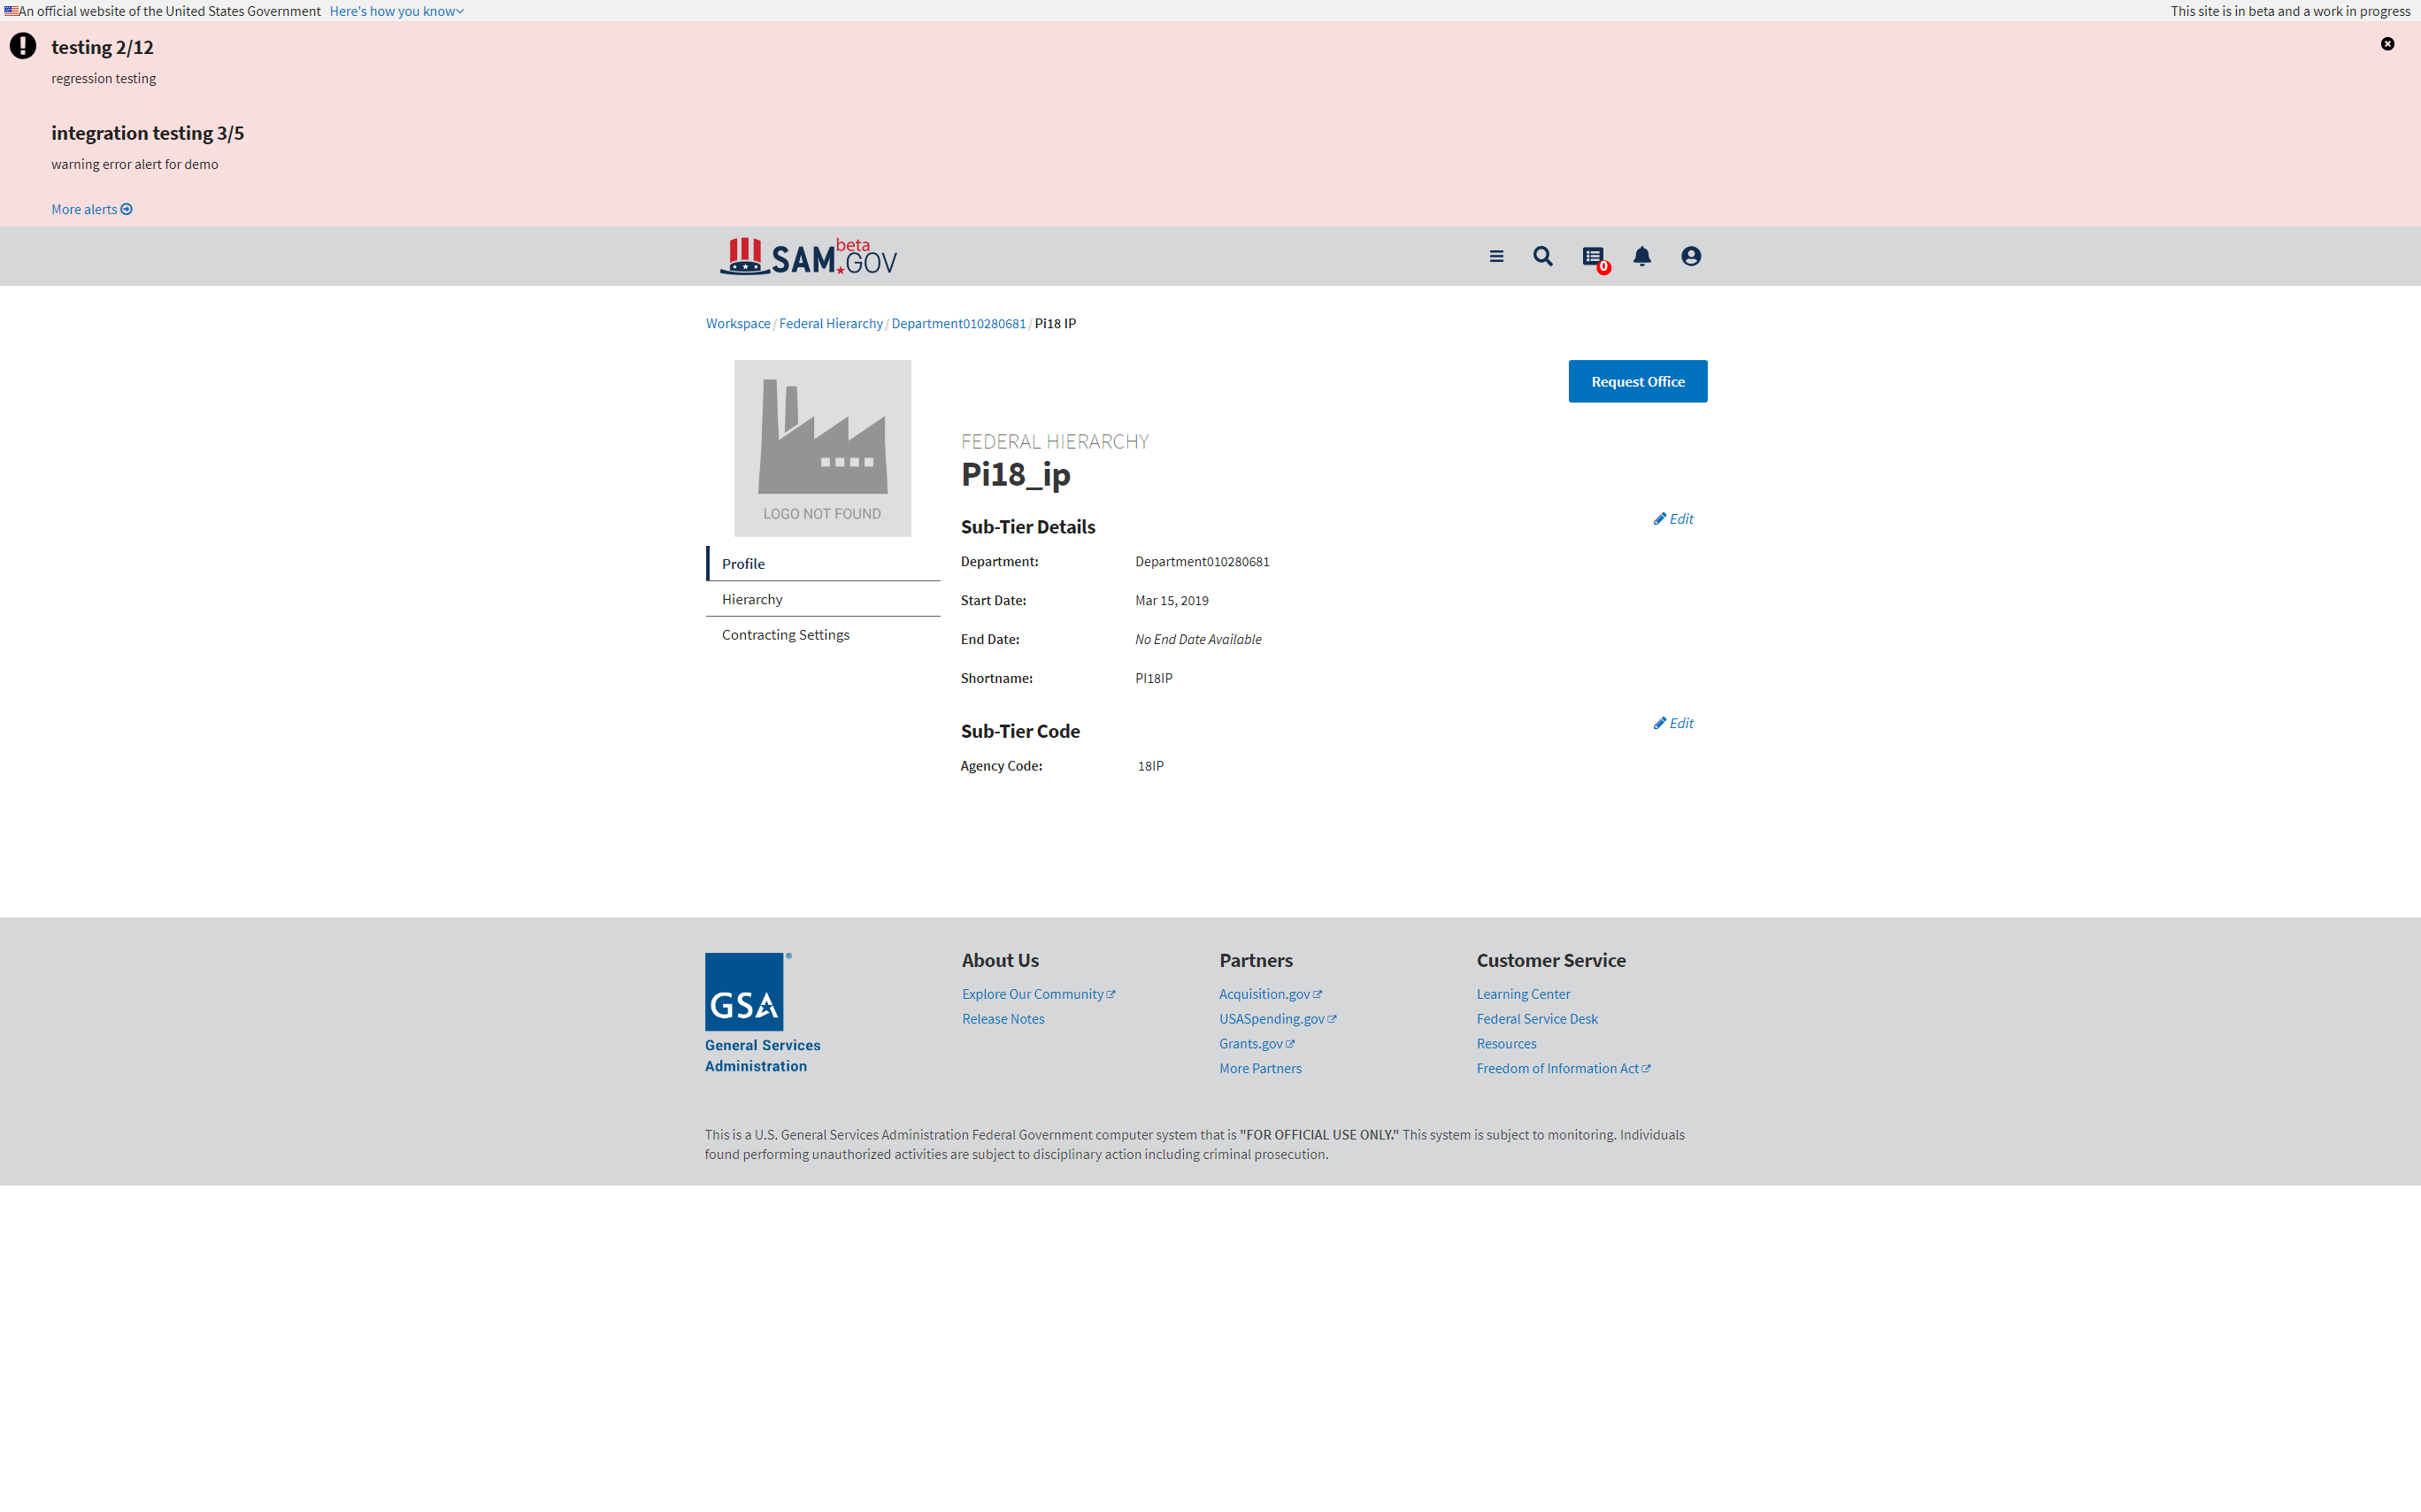 An official website of the United States Government Here's how you know
This site is in beta and a work in progress
testing 2/12
regression testing
integration testing 3/5
warning error alert for demo
More alerts
SAM.GOV beta
0
Workspace / Federal Hierarchy / Department010280681 / Pi18 IP
LOGO NOT FOUND
Request Office
FEDERAL HIERARCHY
Pi18_ip
Profile
Hierarchy
Contracting Settings
Sub-Tier Details
Edit
Department: Department010280681
Start Date: Mar 15, 2019
End Date: No End Date Available
Shortname: PI18IP
Sub-Tier Code
Edit
Agency Code: 18IP
GSA ®
General Services
Administration
About Us
Explore Our Community
Release Notes
Partners
Acquisition.gov
USASpending.gov
Grants.gov
More Partners
Customer Service
Learning Center
Federal Service Desk
Resources
Freedom of Information Act
This is a U.S. General Services Administration Federal Government computer system that is "FOR OFFICIAL USE ONLY." This system is subject to monitoring. Individuals
found performing unauthorized activities are subject to disciplinary action including criminal prosecution.